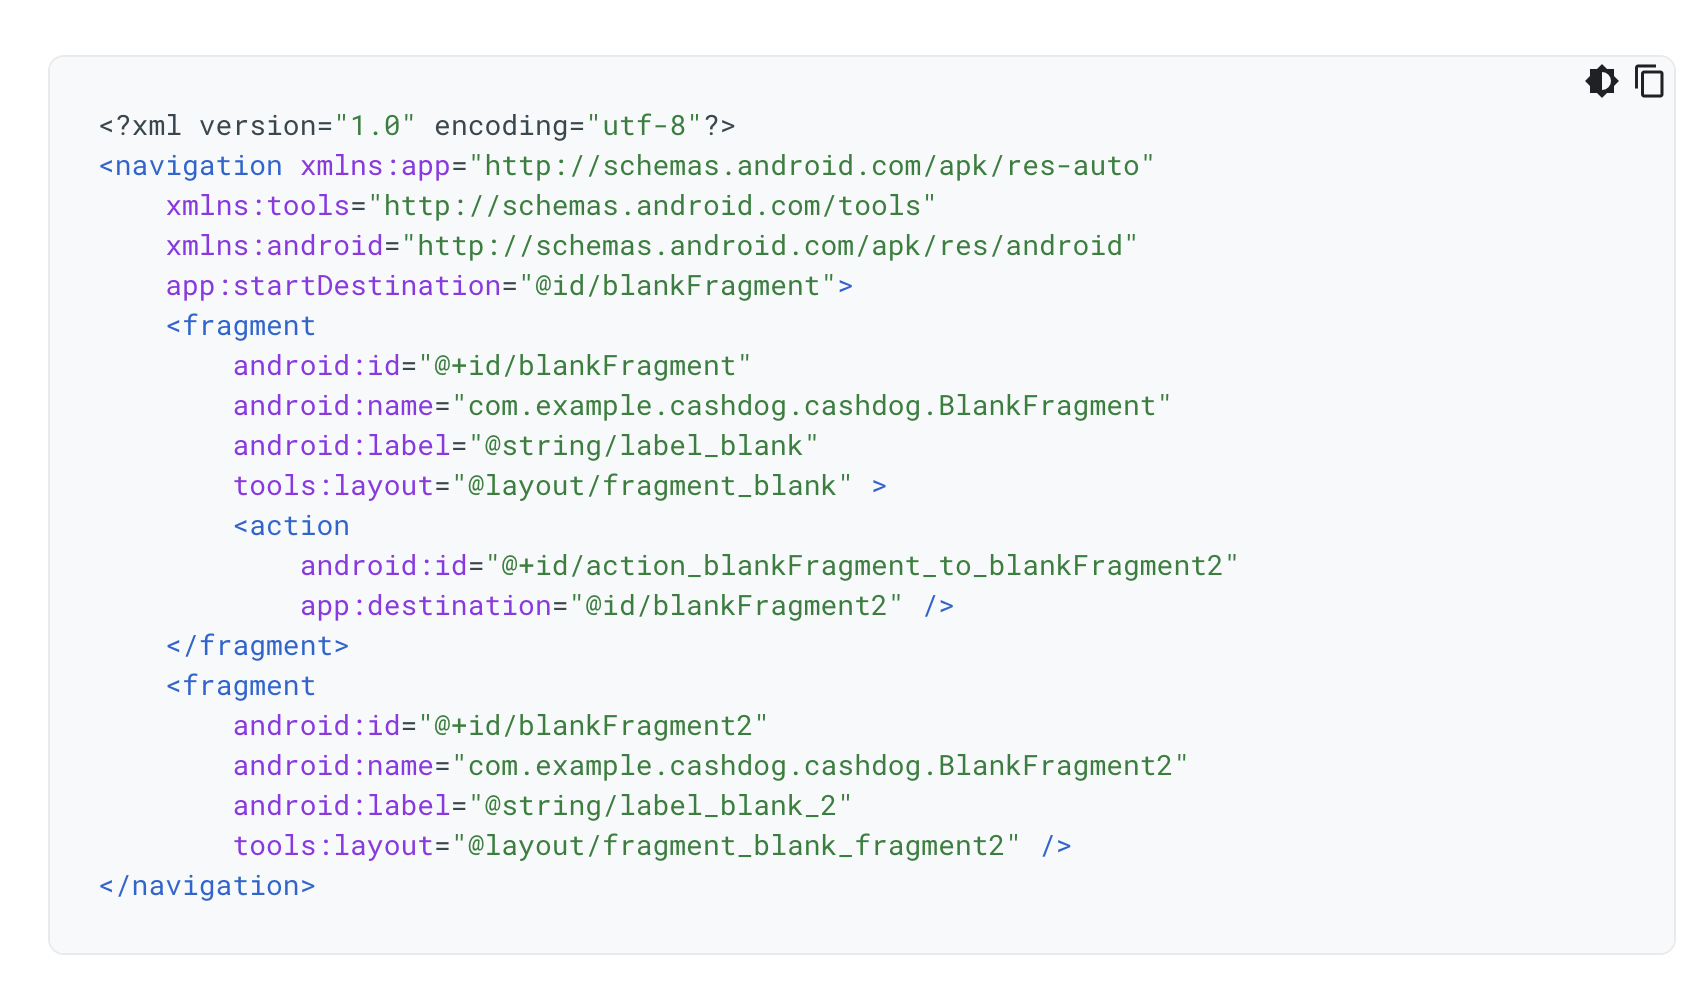 <?xml version="1.0" encoding="utf-8"?>
<navigation xmlns:app="http://schemas.android.com/apk/res-auto"
    xmlns:tools="http://schemas.android.com/tools"
    xmlns:android="http://schemas.android.com/apk/res/android"
    app:startDestination="@id/blankFragment">
    <fragment
        android:id="@+id/blankFragment"
        android:name="com.example.cashdog.cashdog.BlankFragment"
        android:label="@string/label_blank"
        tools:layout="@layout/fragment_blank" >
        <action
            android:id="@+id/action_blankFragment_to_blankFragment2"
            app:destination="@id/blankFragment2" />
    </fragment>
    <fragment
        android:id="@+id/blankFragment2"
        android:name="com.example.cashdog.cashdog.BlankFragment2"
        android:label="@string/label_blank_2"
        tools:layout="@layout/fragment_blank_fragment2" />
</navigation>